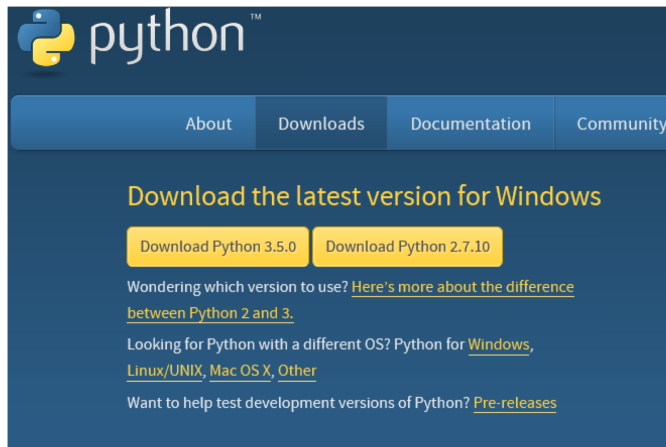 python™
About Downloads Documentation Community
Download the latest version for Windows
Download Python 3.5.0 Download Python 2.7.10
Wondering which version to use? Here's more about the difference
between Python 2 and 3.
Looking for Python with a different OS? Python for Windows,
Linux/UNIX, Mac OS X, Other
Want to help test development versions of Python? Pre-releases